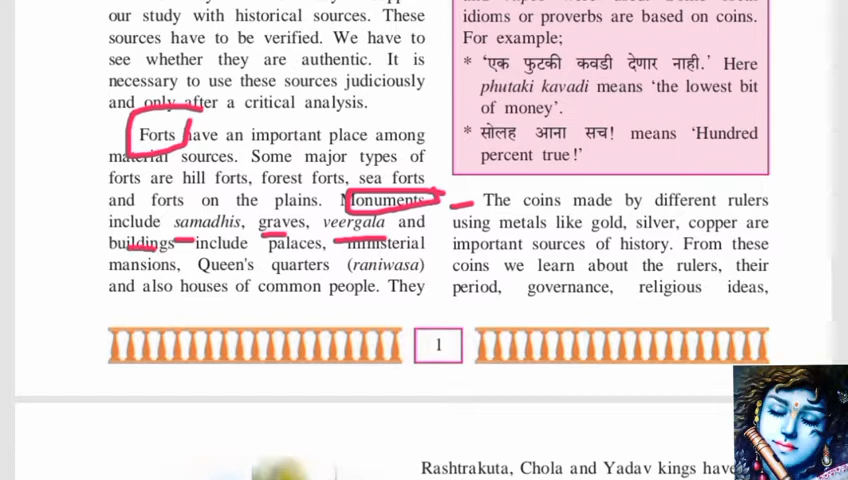 our study with historical sources. These
sources have to be verified. We have to
see whether they are authentic. It is
necessary to use these sources judiciously
and only after a critical analysis.
Forts have an important place among
material sources. Some major types of
forts are hill forts, forest forts, sea forts
and forts on the plains. Monuments
include samadhis, graves, veergala and
buildings include palaces, ministerial
mansions, Queen's quarters (raniwasa)
and also houses of common people. They
idioms or proverbs are based on coins.
For example;
* ‘एक फुटकी कवडी देणार नाही.’ Here
phutaki kavadi means ‘the lowest bit
of money’.
* सोलह आना सच! means ‘Hundred
percent true!’
The coins made by different rulers
using metals like gold, silver, copper are
important sources of history. From these
coins we learn about the rulers, their
period, governance, religious ideas,
1
Rashtrakuta, Chola and Yadav kings have